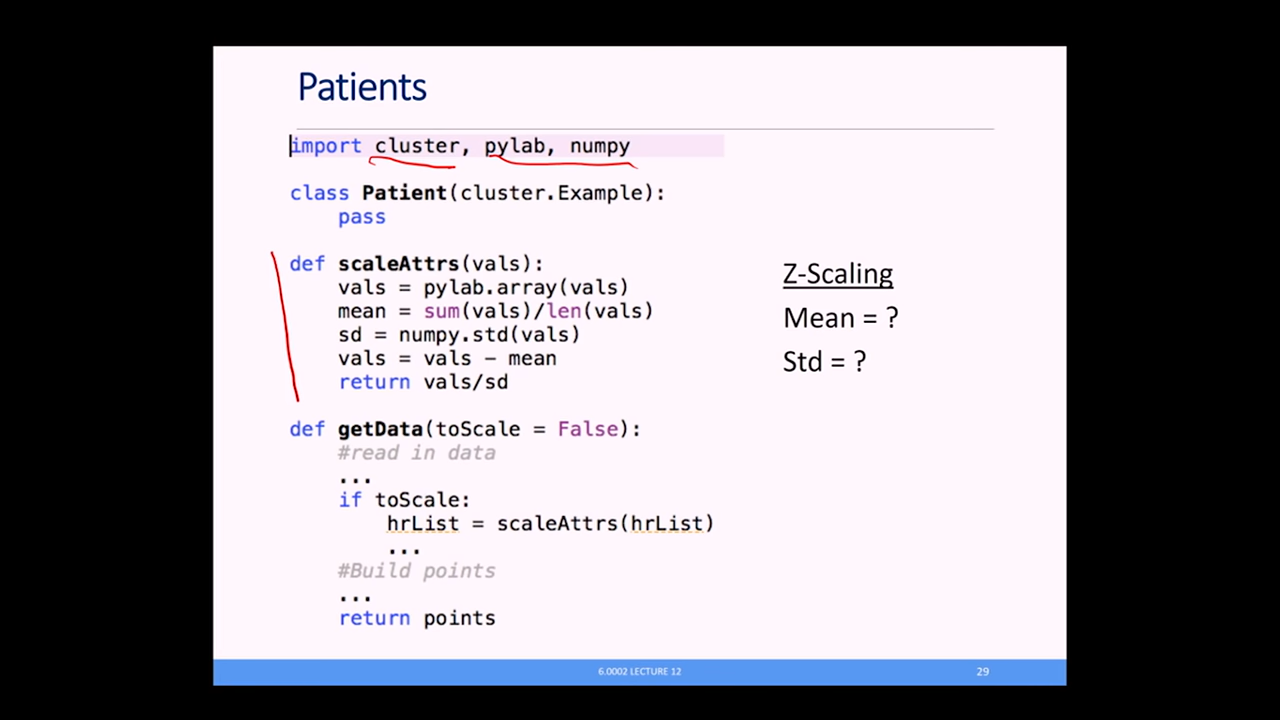 Patients
import cluster, pylab, numpy
class Patient(cluster.Example):
    pass
def scaleAttrs(vals):
    vals = pylab.array(vals)
    mean = sum(vals)/len(vals)
    sd = numpy.std(vals)
    vals = vals - mean
    return vals/sd
def getData(toScale = False):
    #read in data
    ...
    if toScale:
        hrList = scaleAttrs(hrList)
        ...
    #Build points
    ...
    return points
Z-Scaling
Mean = ?
Std = ?
6.0002 LECTURE 12
29